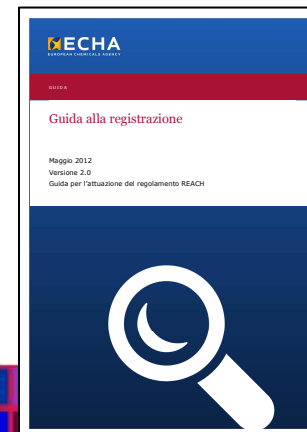 ECHA
EUROPEAN CHEMICALS AGENCY
GUIDA
Guida alla registrazione
Maggio 2012
Versione 2.0
Guida per l'attuazione del regolamento REACH